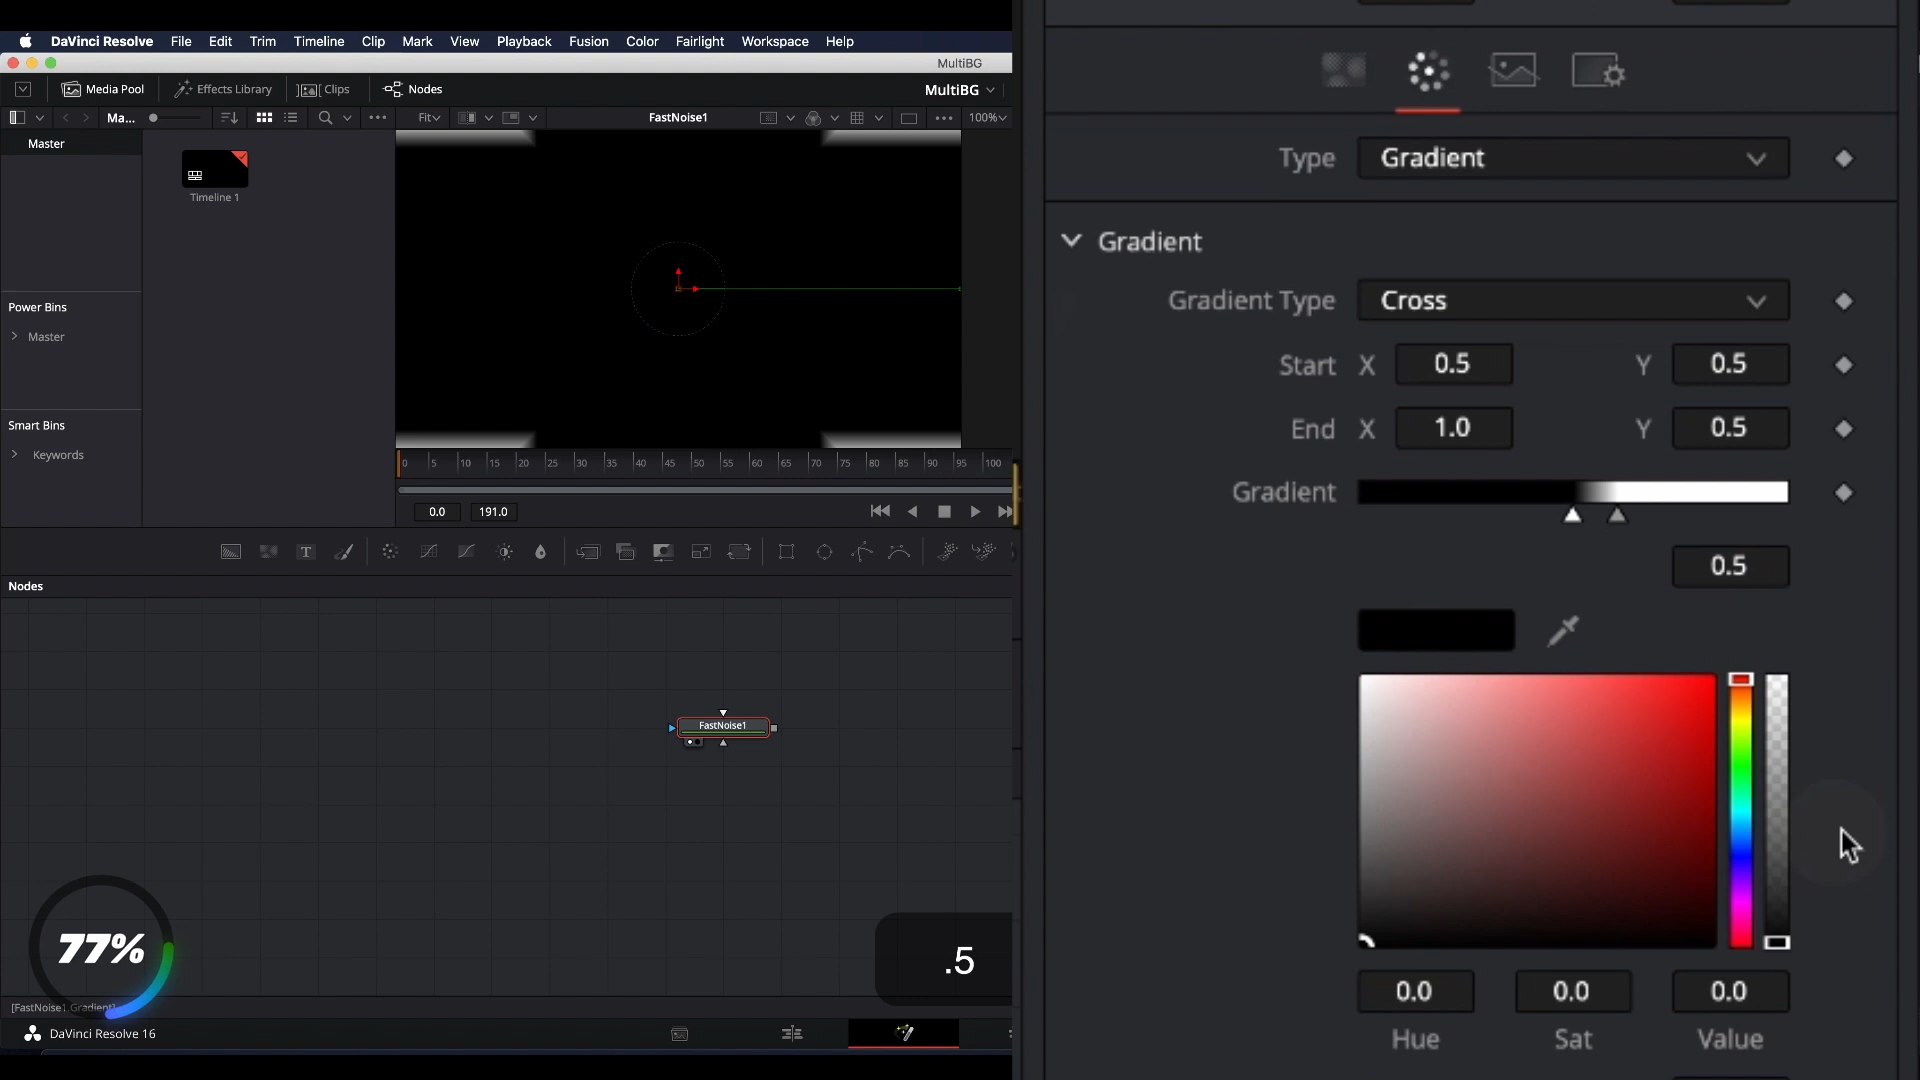 DaVinci Resolve File Edit Trim Timeline Clip Mark View Playback Fusion Color Fairlight Workspace Help
MultiBG
Media Pool Effects Library Clips Nodes MultiBG
Ma... Fit FastNoise1 100%
Master
Timeline 1
Power Bins
Master
Smart Bins
Keywords
0 5 10 15 20 25 30 35 40 45 50 55 60 65 70 75 80 85 90 95 100
0.0 191.0
T
Nodes
FastNoise1
77%
.5
[FastNoise1.Gradient]
DaVinci Resolve 16
Type Gradient
Gradient
Gradient Type Cross
Start X 0.5 Y 0.5
End X 1.0 Y 0.5
Gradient
0.5
0.0 0.0 0.0
Hue Sat Value